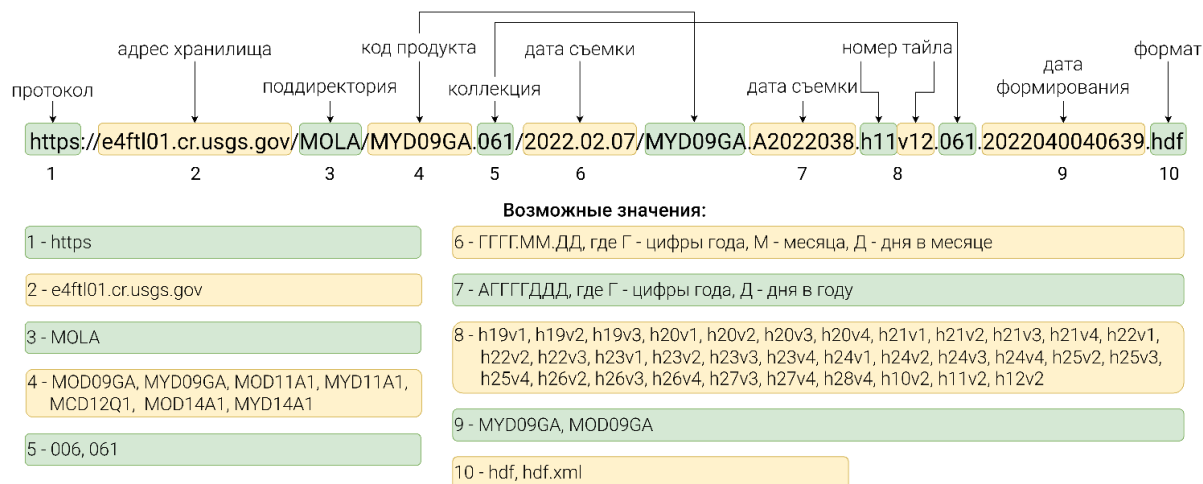 адрес хранилища
код продукта
дата съемки
номер тайла
формат
протокол
поддиректория
коллекция
дата съемки
дата
формирования
https://e4ftl01.cr.usgs.gov/MOLA/MYD09GA.061/2022.02.07/MYD09GA.A2022038.h11v12.061.2022040040639.hdf
1 2 3 4 5 6 7 8 9 10
Возможные значения:
1 - https
2 - e4ftl01.cr.usgs.gov
3 - MOLA
4 - MOD09GA, MYD09GA, MOD11A1, MYD11A1,
MCD12Q1, MOD14A1, MYD14A1
5 - 006, 061
6 - ГГГГ.ММ.ДД, где Г - цифры года, М - месяца, Д - дня в месяце
7 - АГГГГДДД, где Г - цифры года, Д - дня в году
8 - h19v1, h19v2, h19v3, h20v1, h20v2, h20v3, h20v4, h21v1, h21v2, h21v3, h21v4, h22v1,
h22v2, h22v3, h23v1, h23v2, h23v3, h23v4, h24v1, h24v2, h24v3, h24v4, h25v2, h25v3,
h25v4, h26v2, h26v3, h26v4, h27v3, h27v4, h28v4, h10v2, h11v2, h12v2
9 - MYD09GA, MOD09GA
10 - hdf, hdf.xml